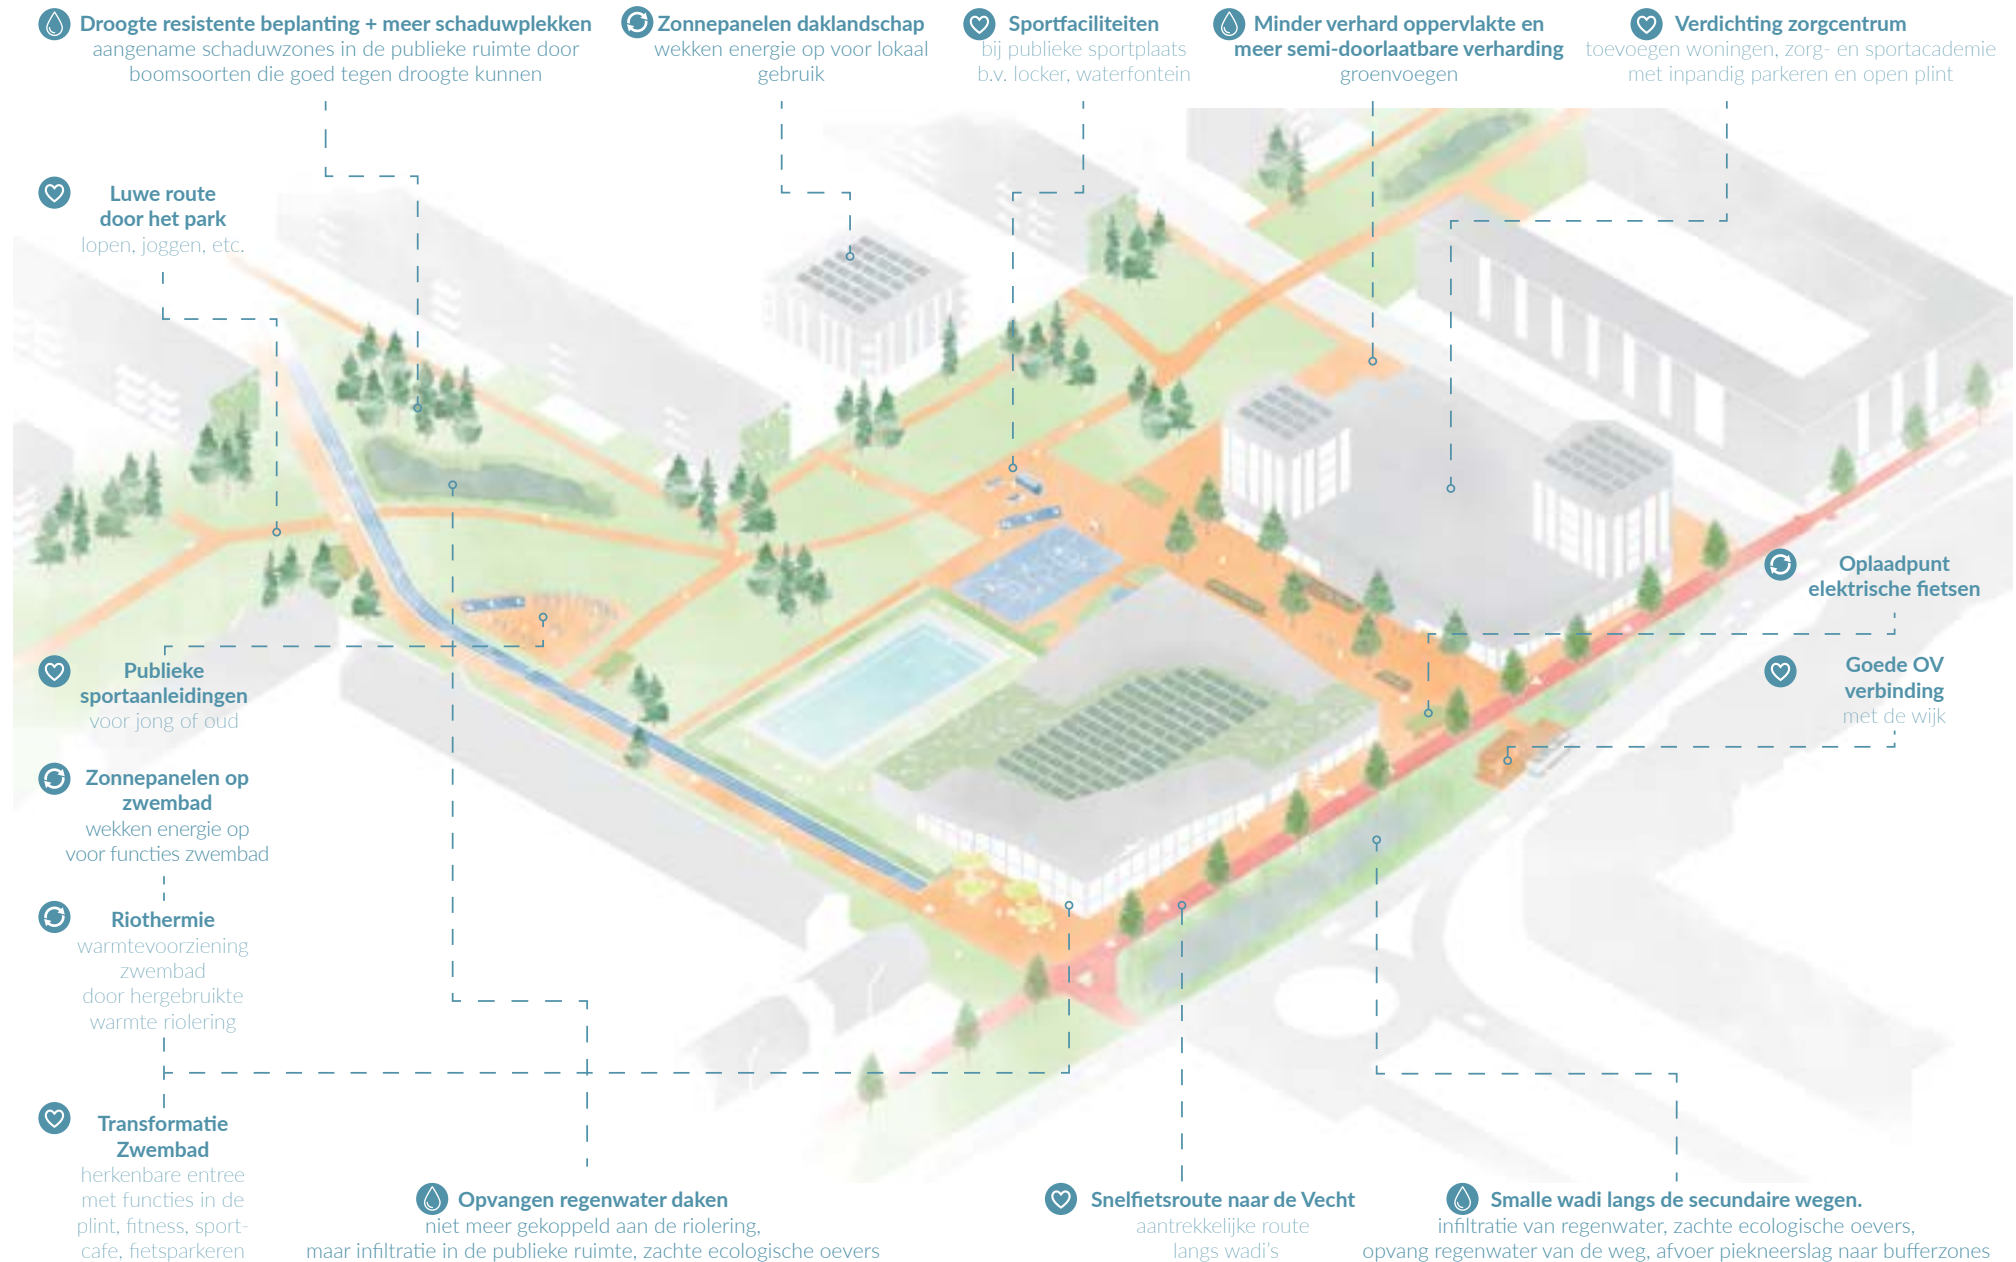 Droogte resistente beplanting + meer schaduwplekken
aangename schaduwzones in de publieke ruimte door
boomsoorten die goed tegen droogte kunnen
Zonnepanelen daklandschap
wekken energie op voor lokaal
gebruik
Sportfaciliteiten
bij publieke sportplaats
b.v. locker, waterfontein
Minder verhard oppervlakte en
meer semi-doorlaatbare verharding
groenvoegen
Verdichting zorgcentrum
toevoegen woningen, zorg- en sportacademie
met inpandig parkeren en open plint
Luwe route
door het park
lopen, joggen, etc.
Oplaadpunt
elektrische fietsen
Goede OV
verbinding
met de wijk
Publieke
sportaanleidingen
voor jong of oud
Zonnepanelen op
zwembad
wekken energie op
voor functies zwembad
Riothermie
warmtevoorziening
zwembad
door hergebruikte
warmte riolering
Transformatie
Zwembad
herkenbare entree
met functies in de
plint, fitness, sport-
cafe, fietsparkeren
Opvangen regenwater daken
niet meer gekoppeld aan de riolering,
maar infiltratie in de publieke ruimte, zachte ecologische oevers
Snelfietsroute naar de Vecht
aantrekkelijke route
langs wadi's
Smalle wadi langs de secundaire wegen.
infiltratie van regenwater, zachte ecologische oevers,
opvang regenwater van de weg, afvoer piekneerslag naar bufferzones